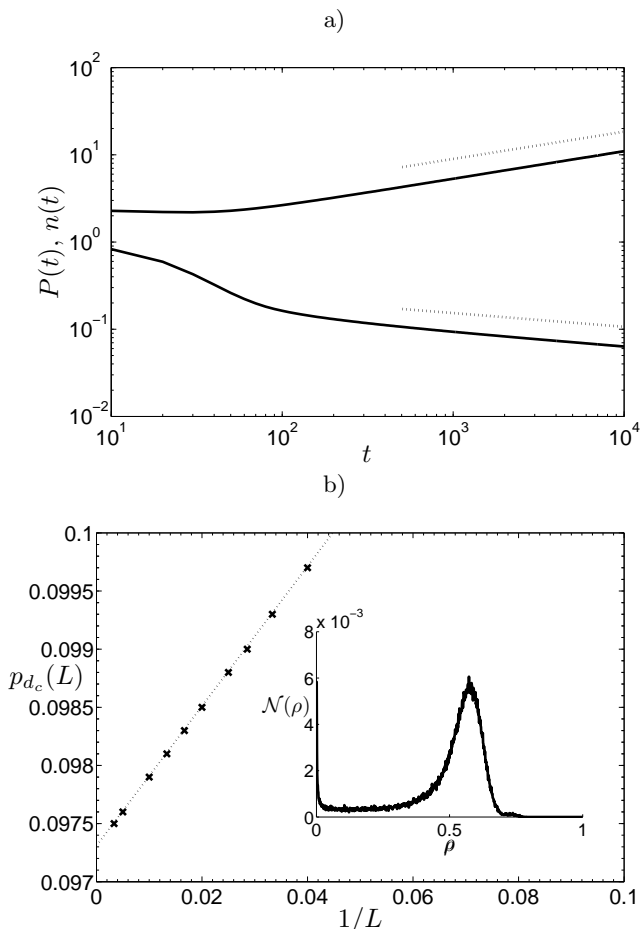 a)
10^2
10^1
10^0
10^-1
10^-2
P(t), n(t)
10^1 10^2 10^3 10^4
t
b)
0.1
0.0995
0.099
0.0985
0.098
0.0975
0.097
p_{d_c}(L)
0 0.02 0.04 0.06 0.08 0.1
1/L
x 10^-3
8
6
4
2
0
𝒩(ρ)
0 0.5 1
ρ